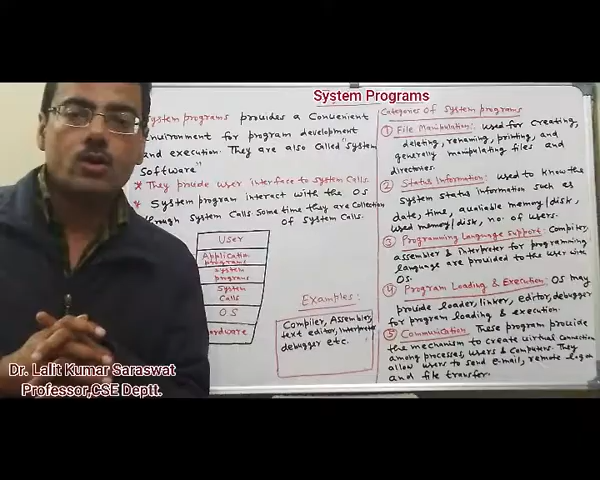 System Programs
System programs provides a Convenient
environment for program development
and execution. They are also called "System
Software"
* They provide user interface to system calls.
* System program interact with the OS
through System Calls. Some time they are Collection
of System Calls.
User
Application
programs
System
programs
System
Calls
OS
Hardware
Examples:
Compiler, Assembler,
text editor, interpreter
debugger etc.
Categories of System programs
① File Manipulation: Used for creating,
deleting, renaming, printing, and
generally manipulating files and
directories.
② Status Information: used to know the
system status information such as
date, time, available memory/disk,
used memory/disk, no. of users.
③ Programming Language Support: Compiler,
assembler & interpreter for programming
language are provided to the user with
OS.
④ Program Loading & Execution: OS may
provide loader, linker, editor, debugger
for program loading & execution.
⑤ Communication: These program provide
the mechanism to create virtual connection
among processes, users & Computers. They
allow users to send e-mail, remote login
and file transfer.
Dr. Lalit Kumar Saraswat
Professor,CSE Deptt.